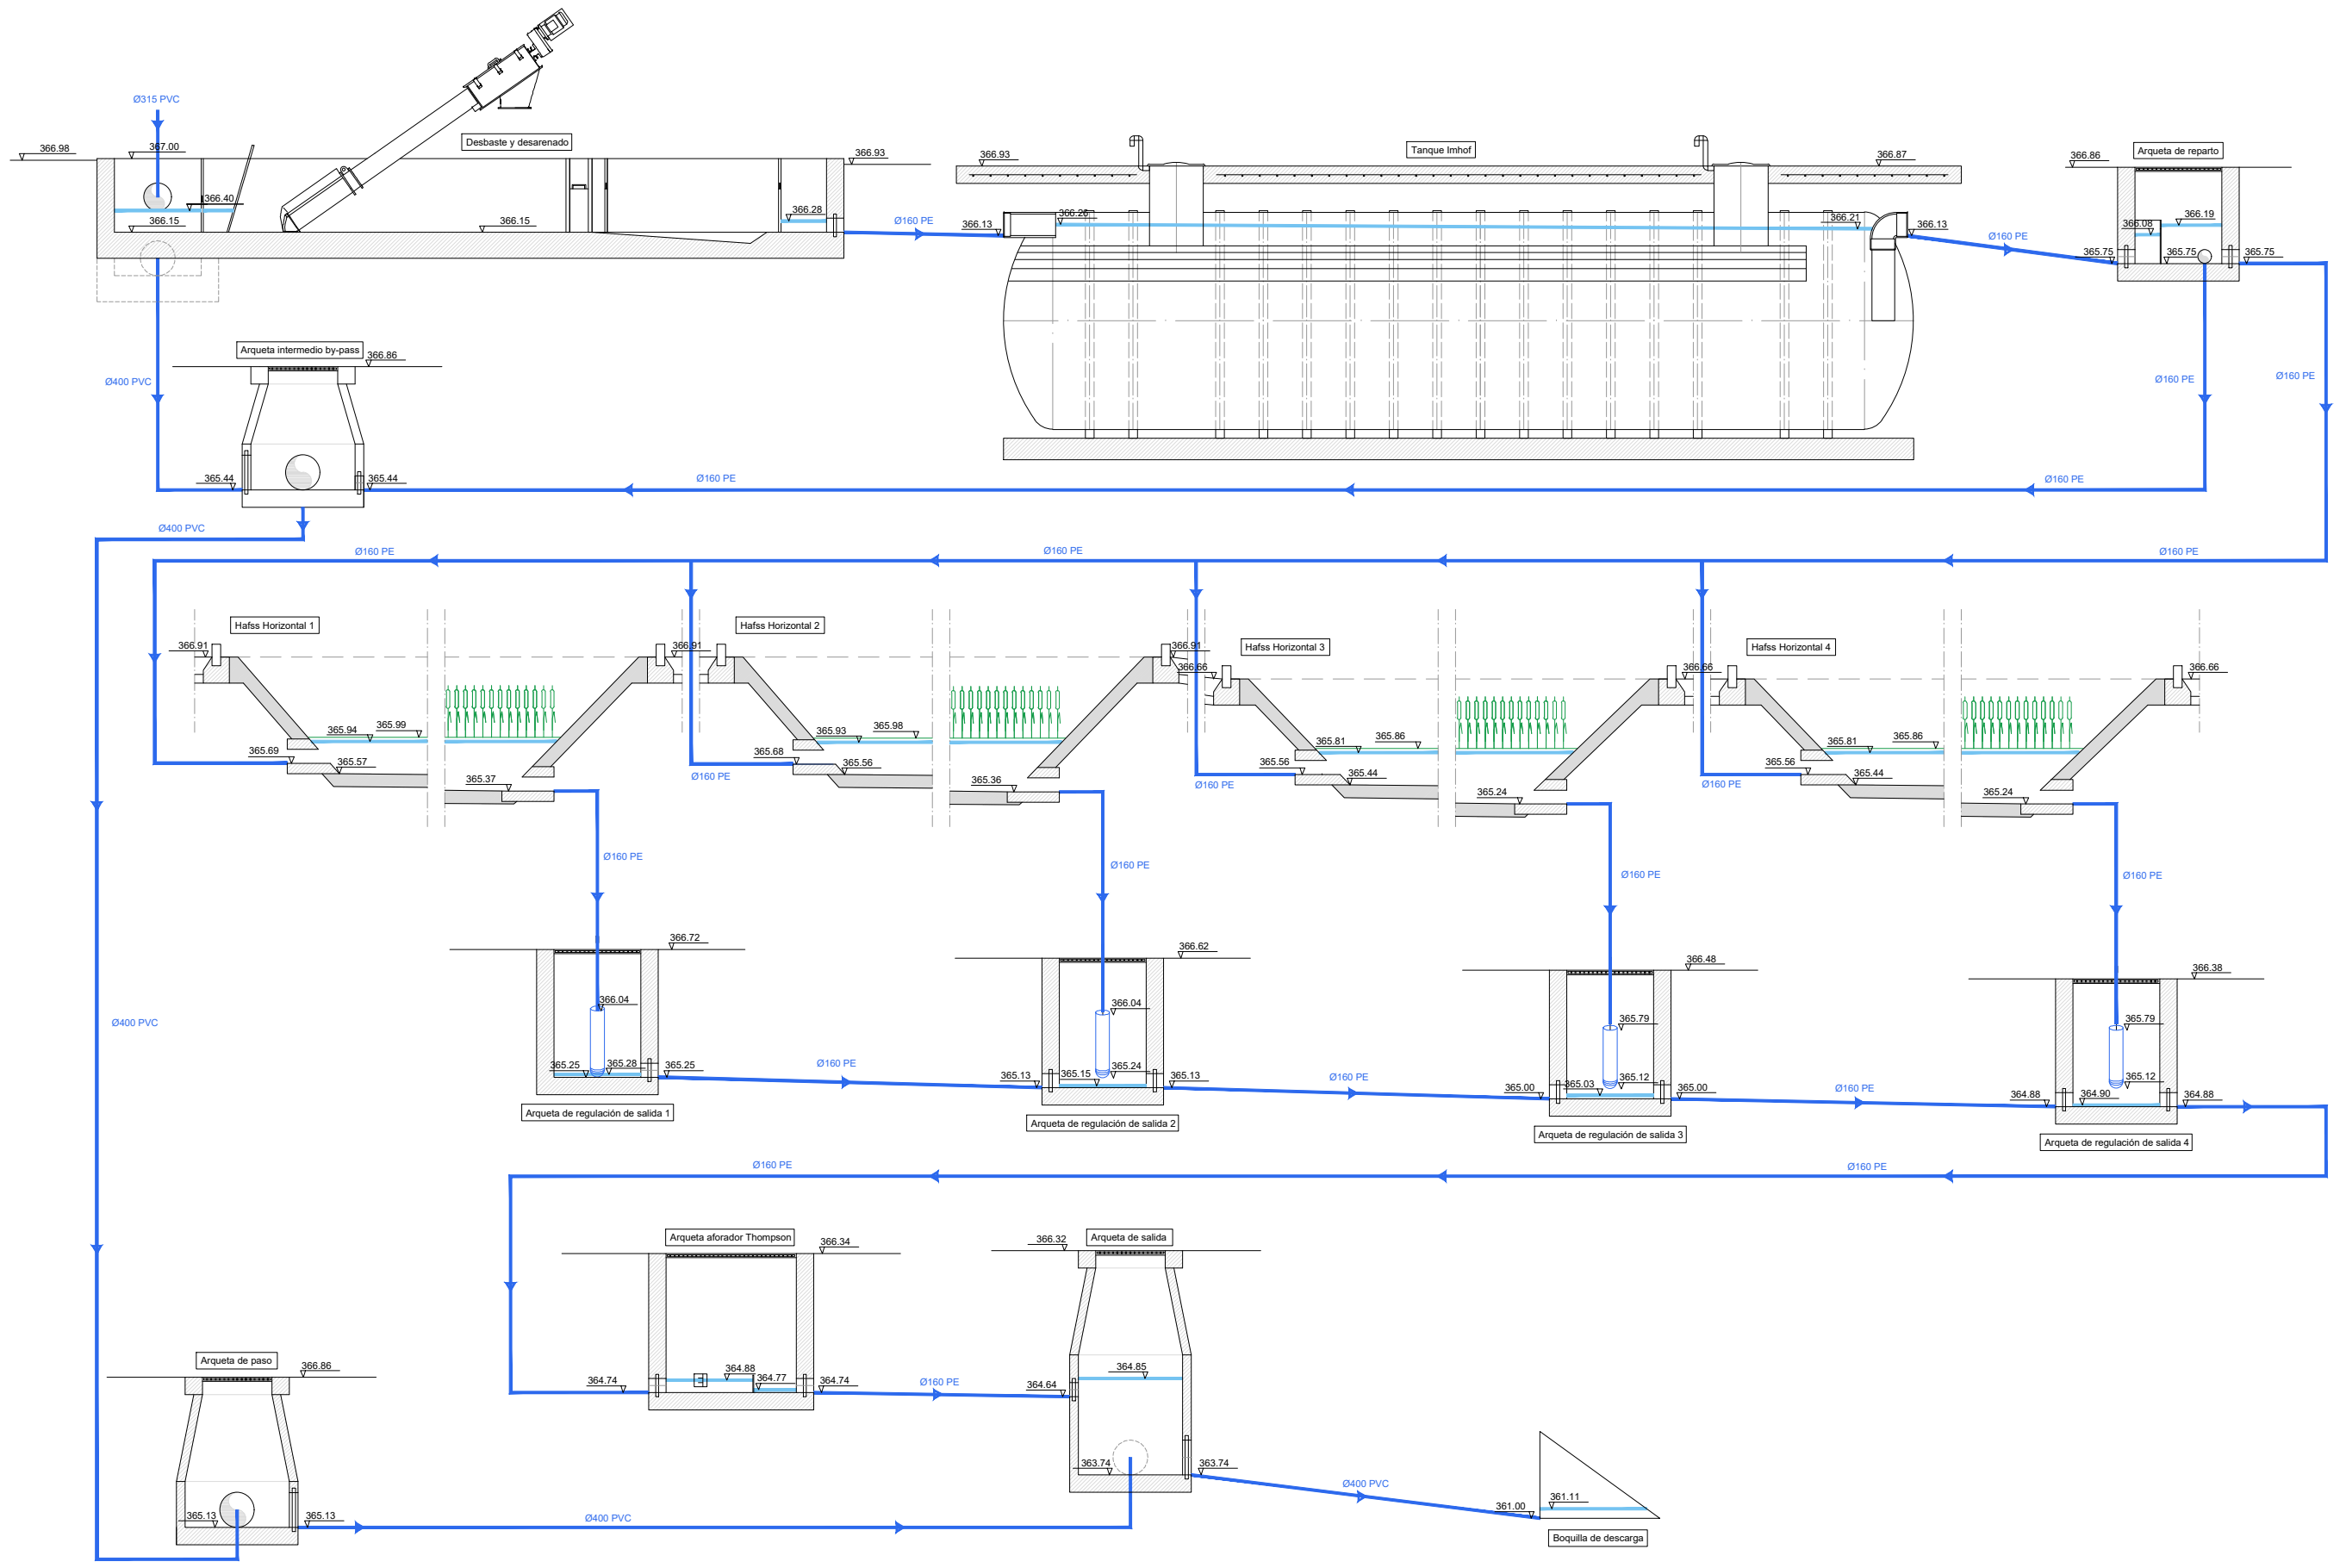 Ø315 PVC
366.98
367.00
Desbaste y desarenado
366.93
366.40
366.15
366.15
366.28
Ø160 PE
366.93
Tanque Imhof
366.87
366.13
366.21
366.13
Ø160 PE
366.86
Arqueta de reparto
366.08
366.19
365.75
365.75
365.75
Arqueta intermedio by-pass
366.86
Ø400 PVC
Ø160 PE
Ø160 PE
365.44
365.44
Ø160 PE
Ø160 PE
Ø400 PVC
Ø160 PE
Ø160 PE
Ø160 PE
Hafss Horizontal 1
366.91
366.91
365.94
365.99
365.69
365.57
365.37
Ø160 PE
Hafss Horizontal 2
366.91
365.93
365.98
365.68
365.56
365.36
Ø160 PE
Ø160 PE
Hafss Horizontal 3
366.66
366.66
365.81
365.86
365.56
365.44
365.24
Ø160 PE
Ø160 PE
Hafss Horizontal 4
366.66
365.81
365.86
365.56
365.44
365.24
Ø160 PE
Ø160 PE
Ø400 PVC
366.72
366.04
365.25
365.28
365.25
Arqueta de regulación de salida 1
Ø160 PE
366.62
366.04
365.13
365.15
365.24
365.13
Arqueta de regulación de salida 2
Ø160 PE
366.48
365.79
365.00
365.03
365.12
365.00
Arqueta de regulación de salida 3
Ø160 PE
366.38
365.79
365.12
364.88
364.90
364.88
Arqueta de regulación de salida 4
Ø160 PE
Ø160 PE
Arqueta aforador Thompson
366.34
364.74
364.88
364.77
364.74
Ø160 PE
366.32
Arqueta de salida
364.64
364.85
363.74
363.74
Ø400 PVC
361.00
361.11
Boquilla de descarga
Arqueta de paso
366.86
365.13
365.13
Ø400 PVC